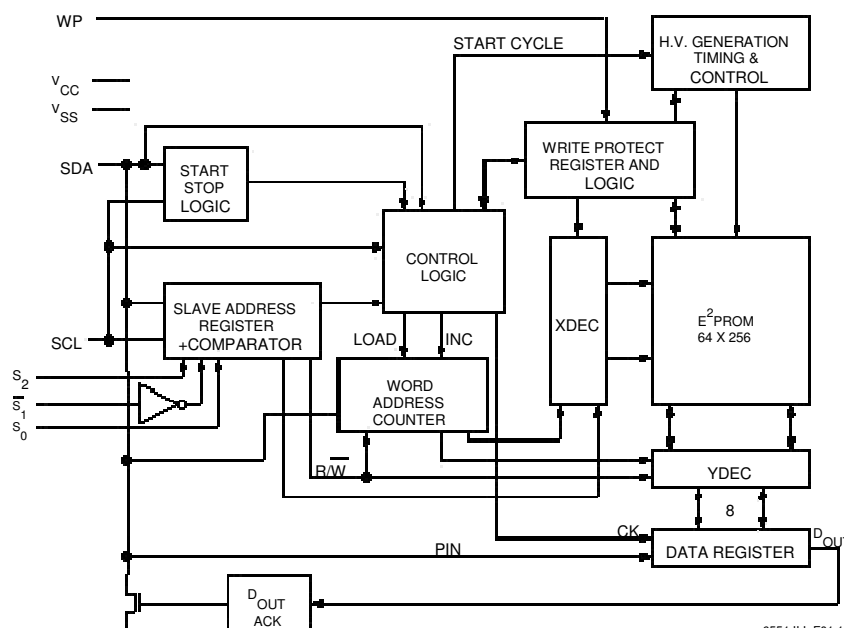 WP
START CYCLE
H.V. GENERATION
TIMING &
CONTROL
VCC
VSS
SDA
START
STOP
LOGIC
WRITE PROTECT
REGISTER AND
LOGIC
CONTROL
LOGIC
XDEC
E2PROM
64 X 256
SLAVE ADDRESS
REGISTER
+COMPARATOR
SCL
LOAD
INC
S2
S̅1
S0
WORD
ADDRESS
COUNTER
R/W̅
YDEC
8
CK
DOUT
PIN
DATA REGISTER
DOUT
ACK